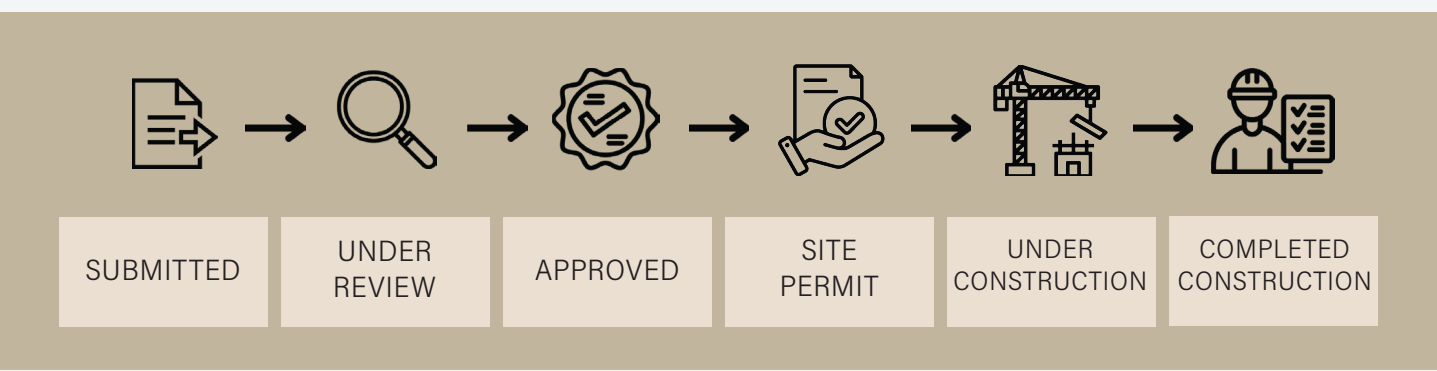 SUBMITTED
UNDER
REVIEW
APPROVED
SITE
PERMIT
UNDER
CONSTRUCTION
COMPLETED
CONSTRUCTION